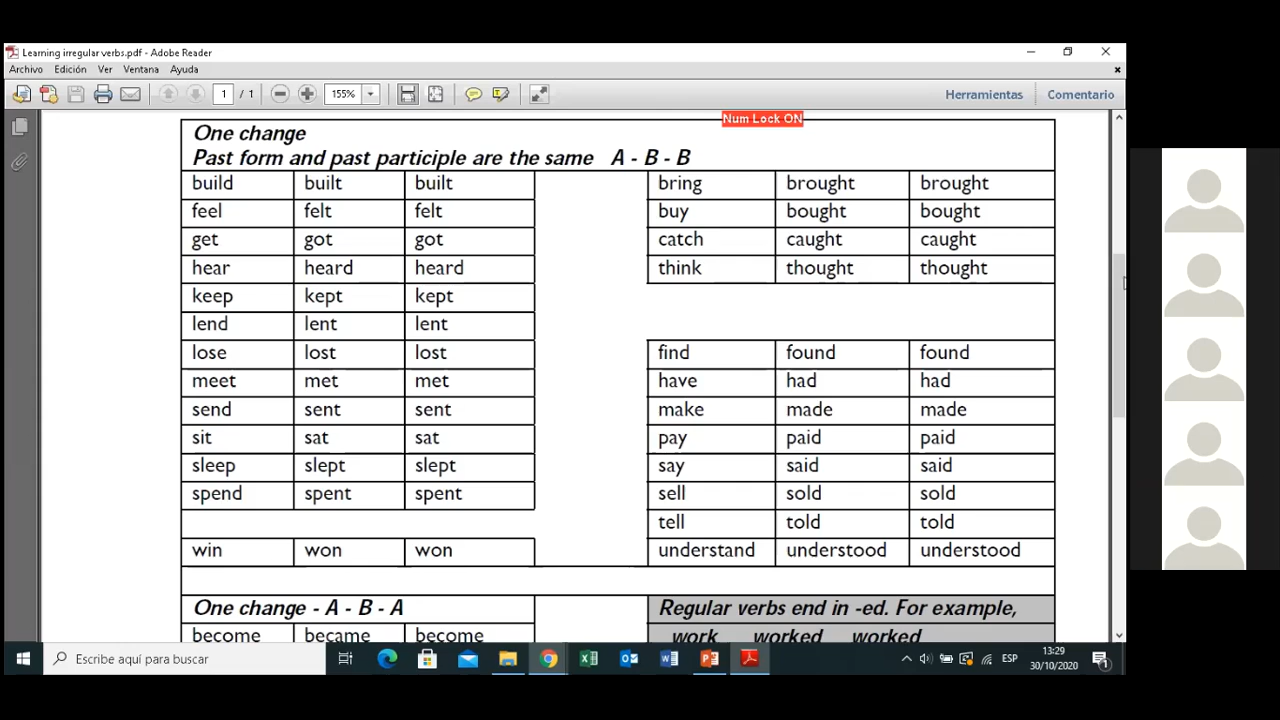 Learning irregular verbs.pdf - Adobe Reader
Archivo Edición Ver Ventana Ayuda
1 / 1 155% Herramientas Comentario
Num Lock ON
One change
Past form and past participle are the same A - B - B
build built built bring brought brought
feel felt felt buy bought bought
get got got catch caught caught
hear heard heard think thought thought
keep kept kept
lend lent lent
lose lost lost find found found
meet met met have had had
send sent sent make made made
sit sat sat pay paid paid
sleep slept slept say said said
spend spent spent sell sold sold
tell told told
win won won understand understood understood
One change - A - B - A Regular verbs end in -ed. For example,
become became become work worked worked
Escribe aquí para buscar ESP 13:29
30/10/2020